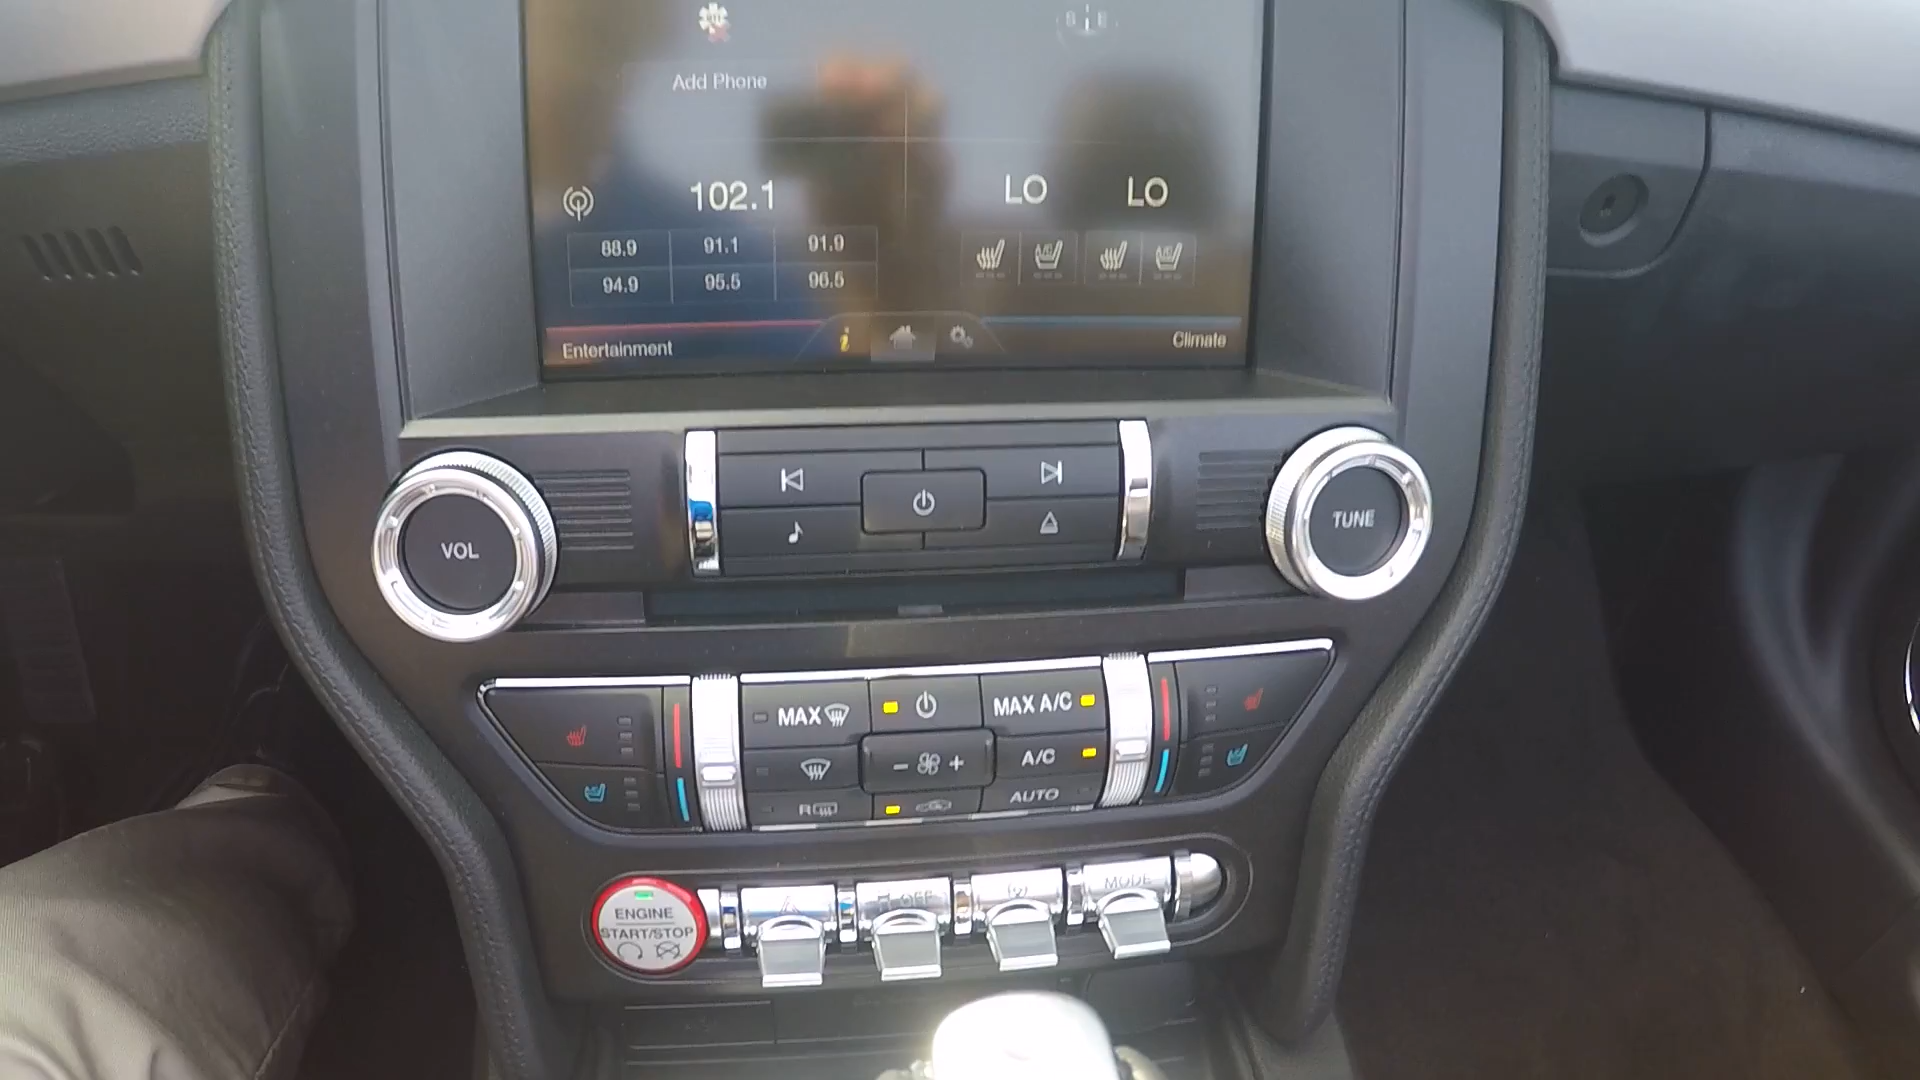 S E
Add Phone
102.1
LO LO
88.9 91.1 91.9
94.9 95.5 96.5
Entertainment
i
Climate
VOL
TUNE
MAX
MAX A/C
A/C
- +
R
AUTO
ENGINE
START/STOP
OFF
MODE